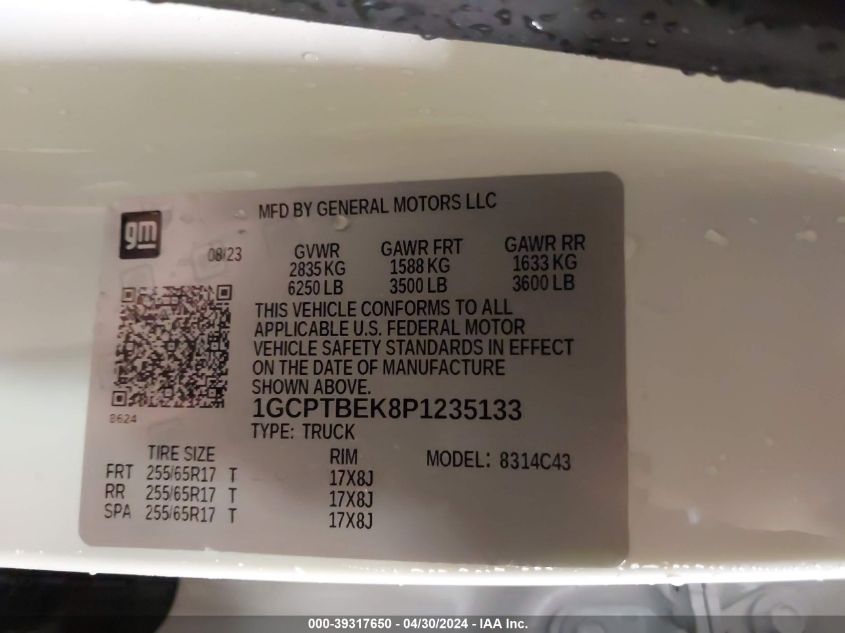 MFD BY GENERAL MOTORS LLC
gm
08/23
GVWR GAWR FRT GAWR RR
2835 KG 1588 KG 1633 KG
6250 LB 3500 LB 3600 LB
THIS VEHICLE CONFORMS TO ALL
APPLICABLE U.S. FEDERAL MOTOR
VEHICLE SAFETY STANDARDS IN EFFECT
ON THE DATE OF MANUFACTURE
SHOWN ABOVE.
1GCPTBEK8P1235133
8624
TYPE: TRUCK
TIRE SIZE RIM MODEL: 8314C43
FRT 255/65R17 T 17X8J
RR 255/65R17 T 17X8J
SPA 255/65R17 T 17X8J
000-39317650 / 04/30/2024 - IAA Inc.